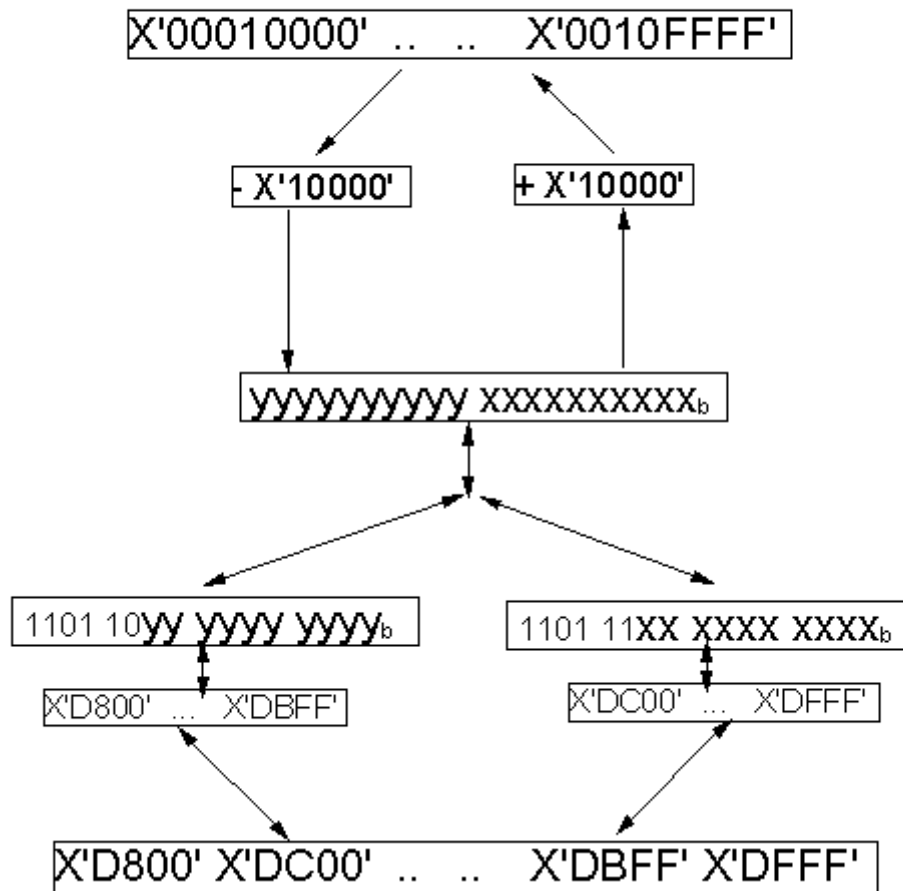 X'00010000' .. .. X'0010FFFF'
- X'10000'
+ X'10000'
yyyyyyyyyy xxxxxxxxxxb
1101 10yy yyyy yyyyb
1101 11xx xxxx xxxxb
X'D800' ... X'DBFF'
X'DC00' ... X'DFFF'
X'D800' X'DC00' .. .. X'DBFF' X'DFFF'